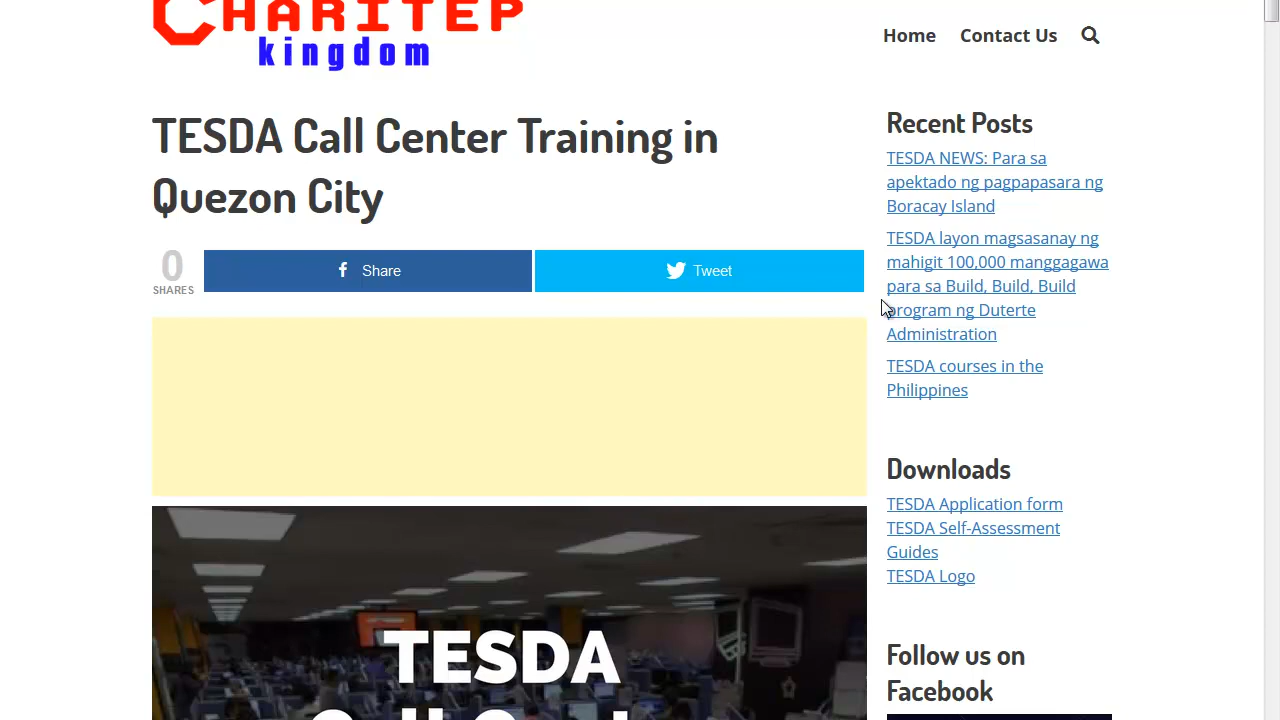 CHARITEP
kingdom
Home
Contact Us
TESDA Call Center Training in
Quezon City
0
SHARES
Share
Tweet
TESDA
Recent Posts
TESDA NEWS: Para sa
apektado ng pagpapasara ng
Boracay Island
TESDA layon magsasanay ng
mahigit 100,000 manggagawa
para sa Build, Build, Build
program ng Duterte
Administration
TESDA courses in the
Philippines
Downloads
TESDA Application form
TESDA Self-Assessment
Guides
TESDA Logo
Follow us on
Facebook